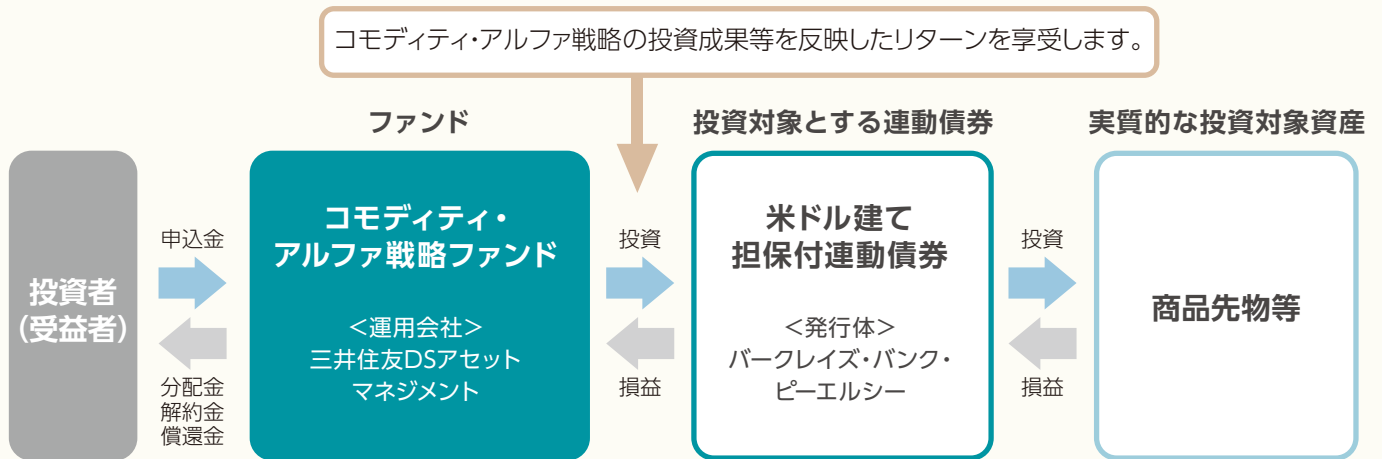 コモディティ・アルファ戦略の投資成果等を反映したリターンを享受します。
ファンド
投資対象とする連動債券
実質的な投資対象資産
投資者
(受益者)
申込金
分配金
解約金
償還金
コモディティ・
アルファ戦略ファンド
<運用会社>
三井住友DSアセット
マネジメント
投資
損益
米ドル建て
担保付連動債券
<発行体>
バークレイズ・バンク・
ピーエルシー
投資
損益
商品先物等